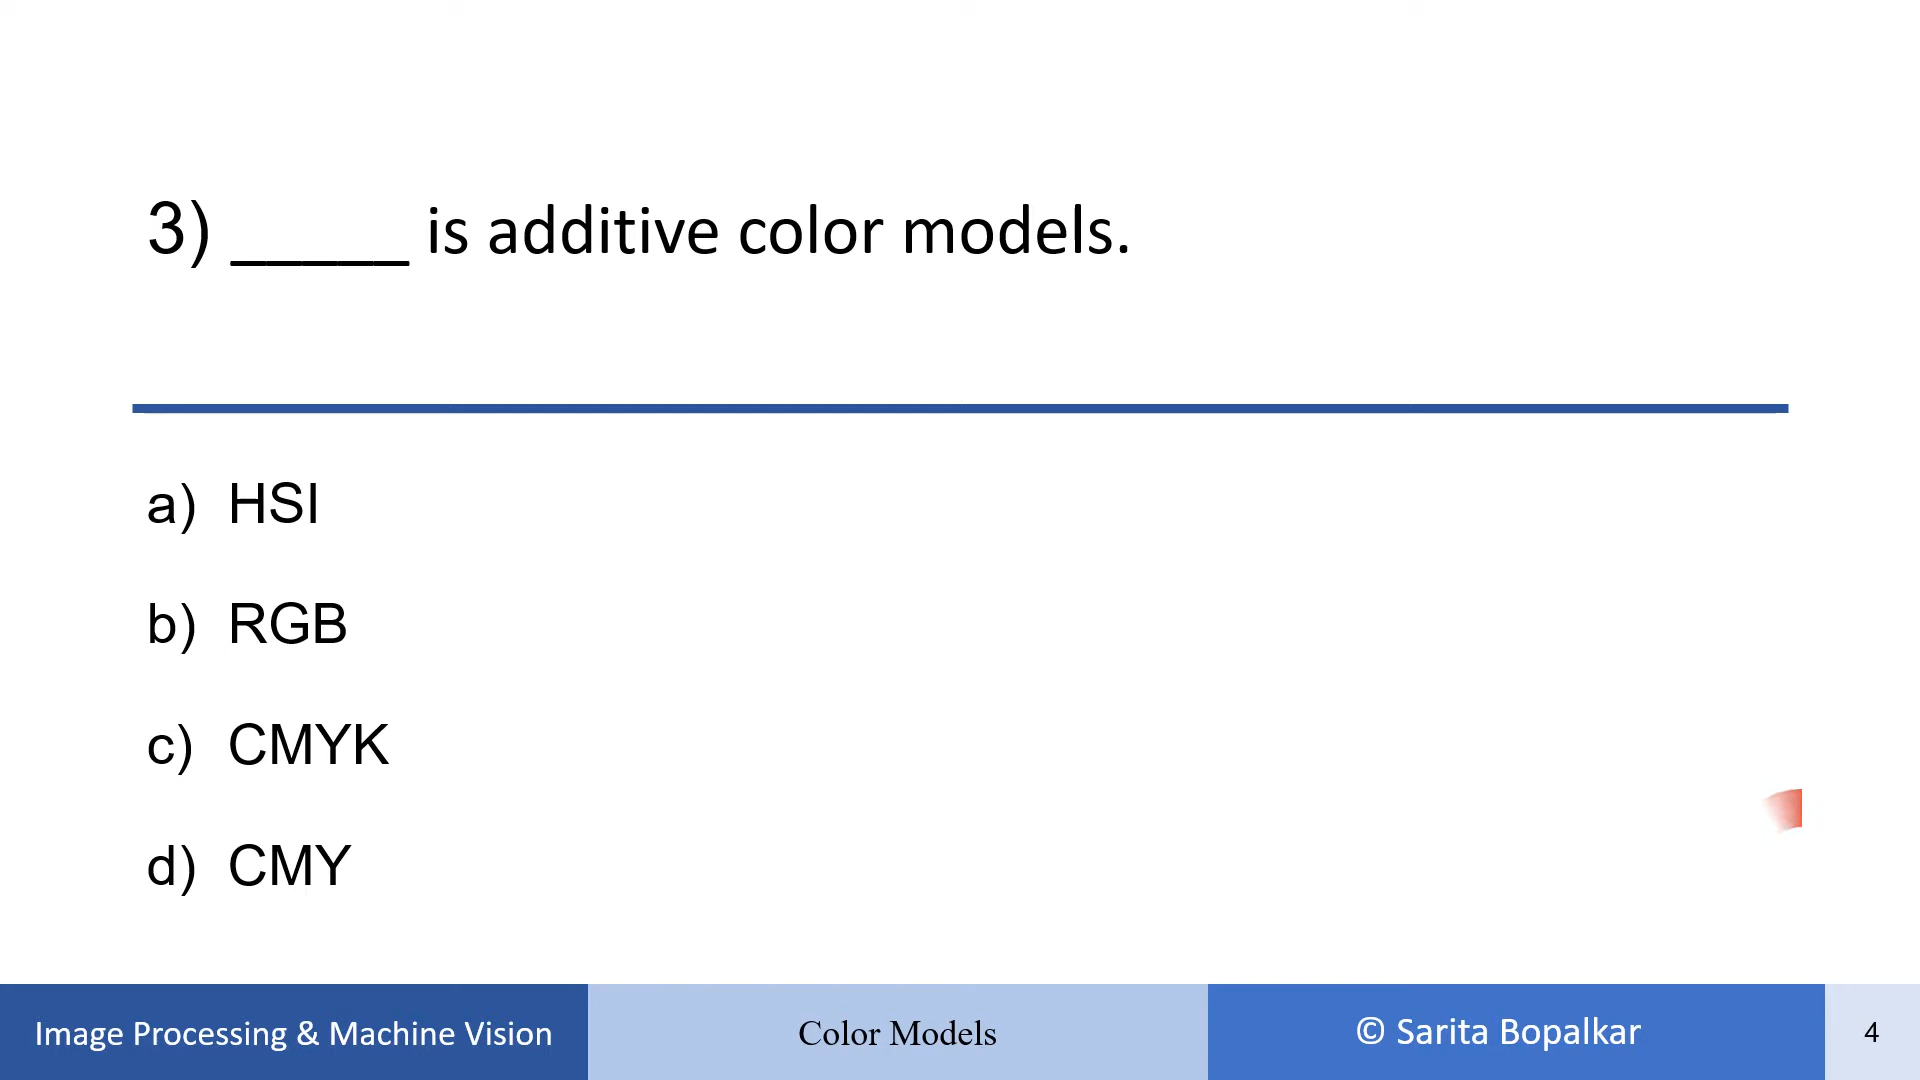 3) _____ is additive color models.
a) HSI
b) RGB
c) CMYK
d) CMY
Image Processing & Machine Vision
Color Models
© Sarita Bopalkar
4